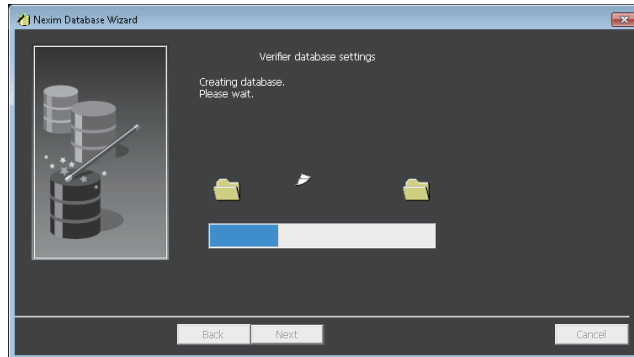 Nexim Database Wizard
Verifier database settings
Creating database.
Please wait.
Back
Next
Cancel